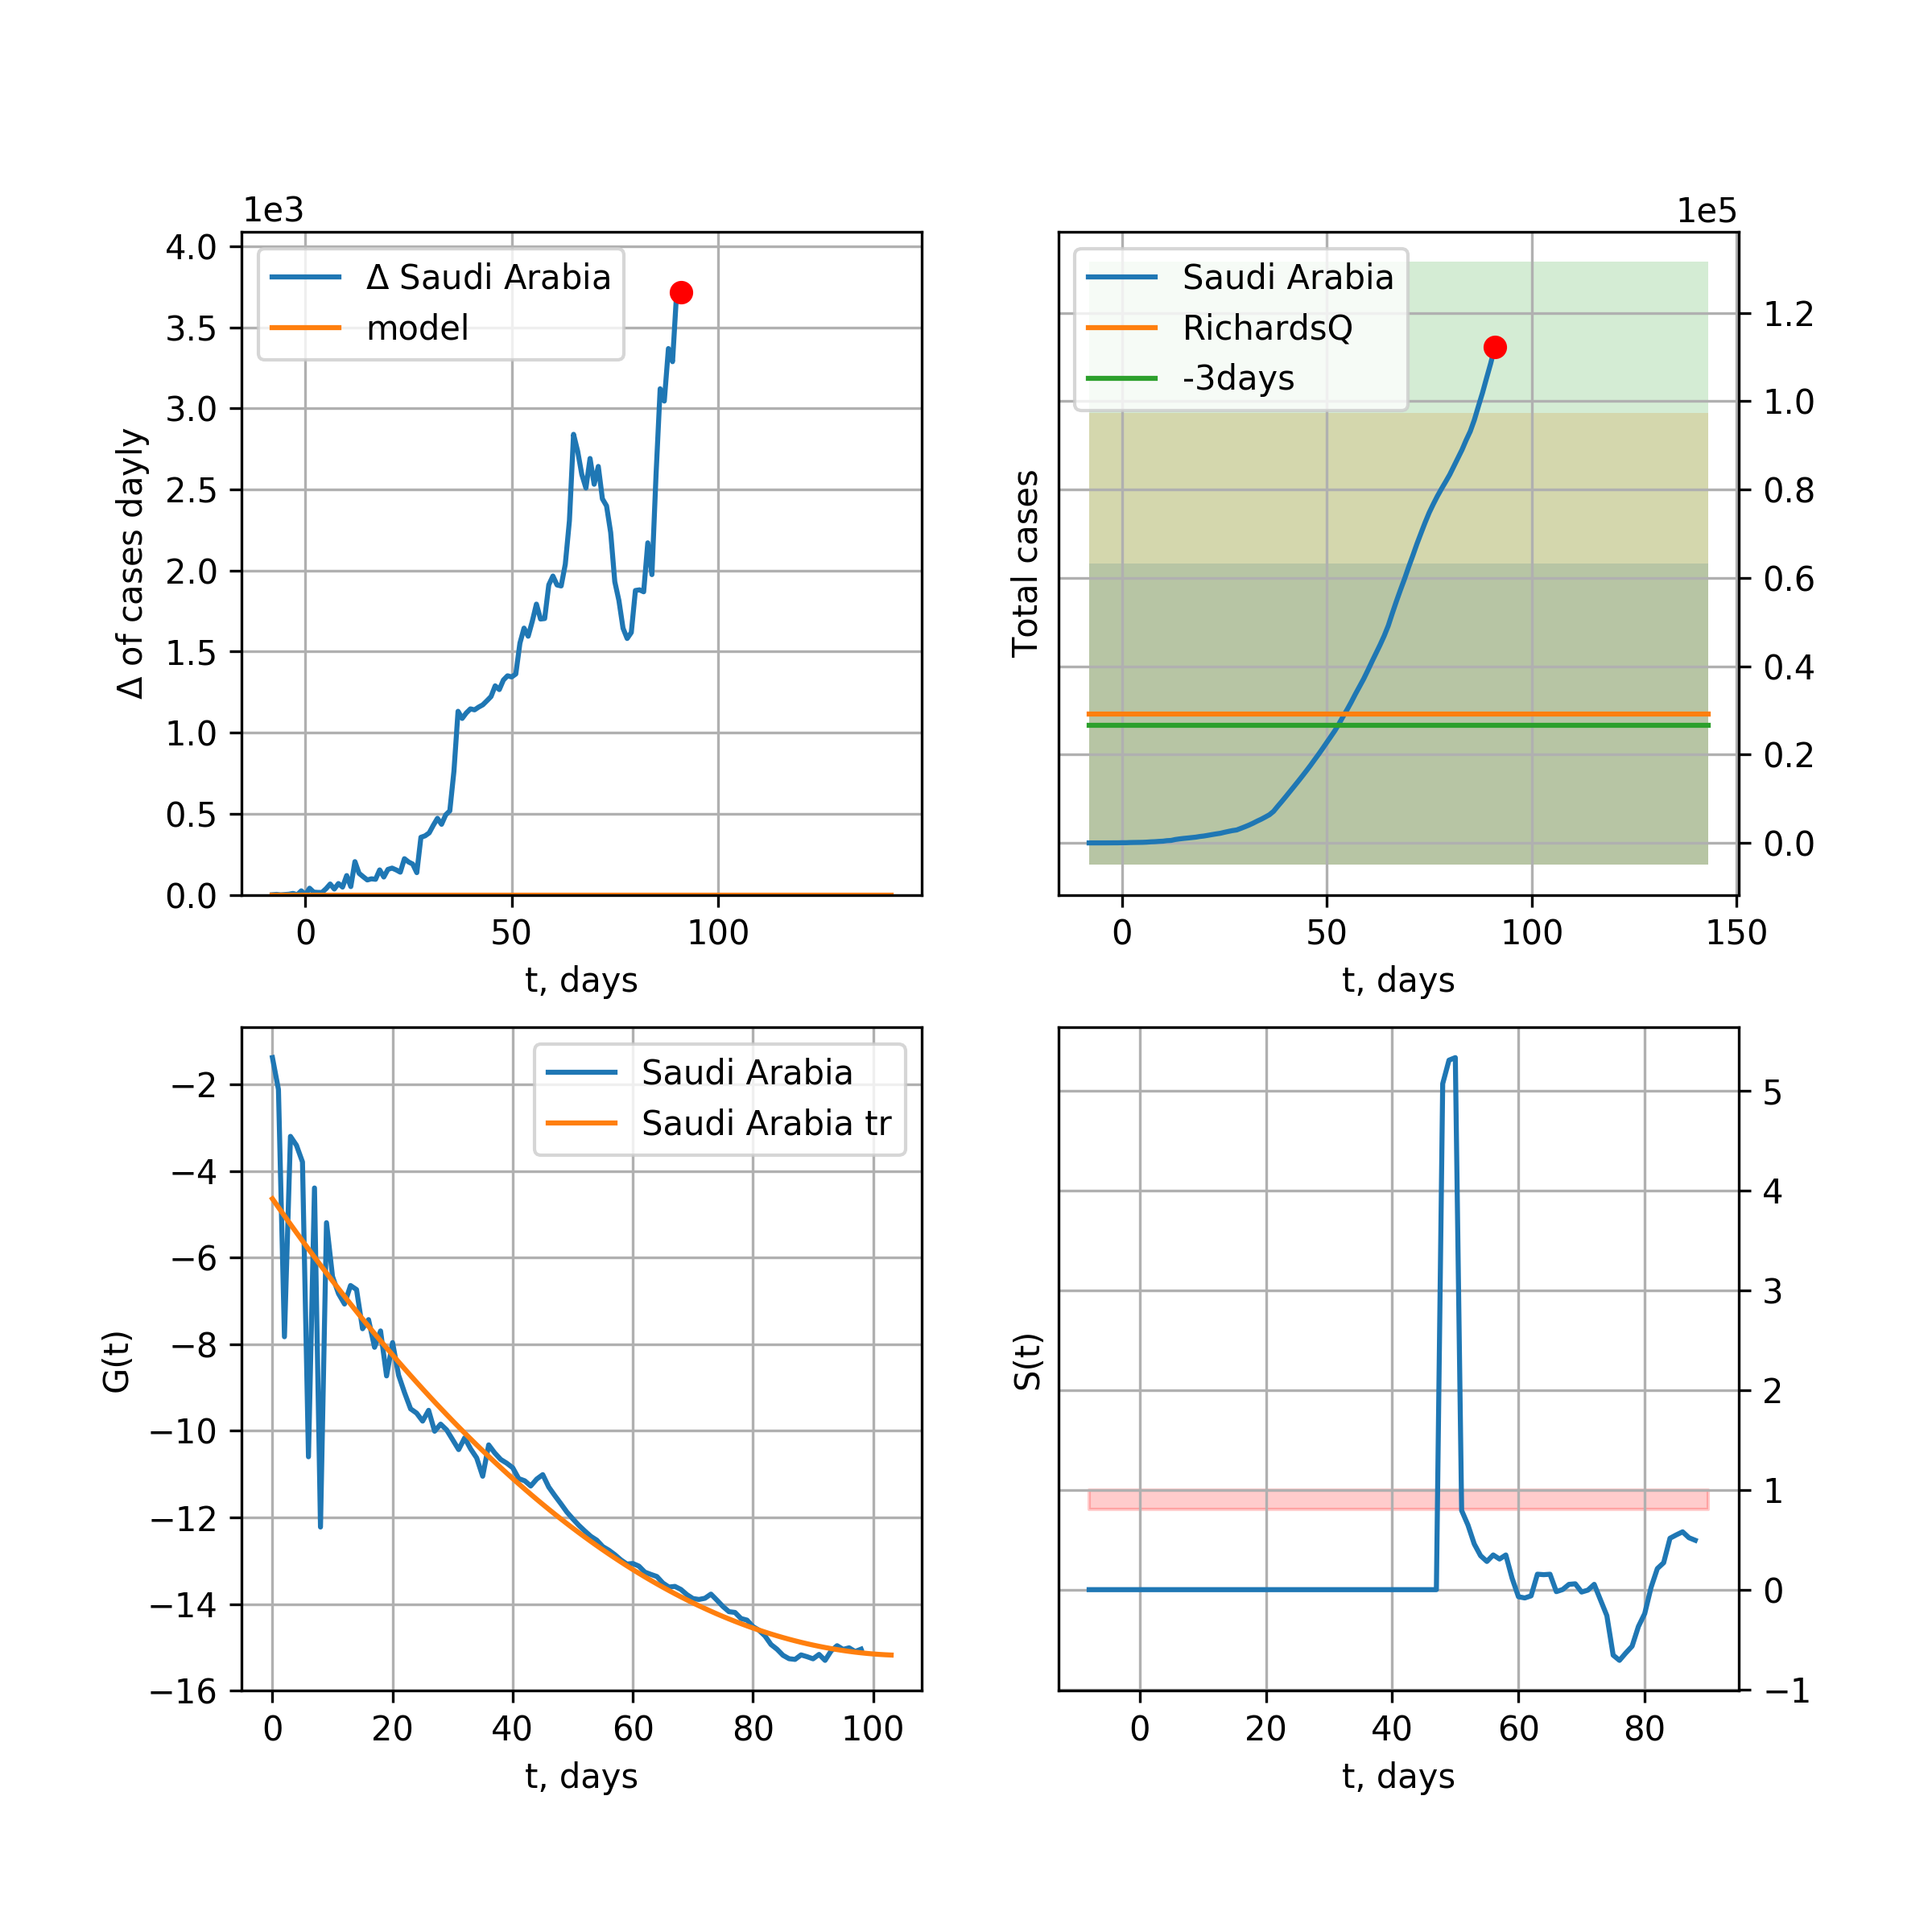 1e3
4.0
3.5
3.0
2.5
2.0
1.5
1.0
0.5
0.0
Δ of cases dayly
Δ Saudi Arabia
model
0 50 100
t, days
1e5
Total cases
Saudi Arabia
RichardsQ
-3days
1.2
1.0
0.8
0.6
0.4
0.2
0.0
0 50 100 150
t, days
−2
−4
−6
−8
−10
−12
−14
−16
G(t)
Saudi Arabia
Saudi Arabia tr
0 20 40 60 80 100
t, days
S(t)
5
4
3
2
1
0
−1
0 20 40 60 80
t, days